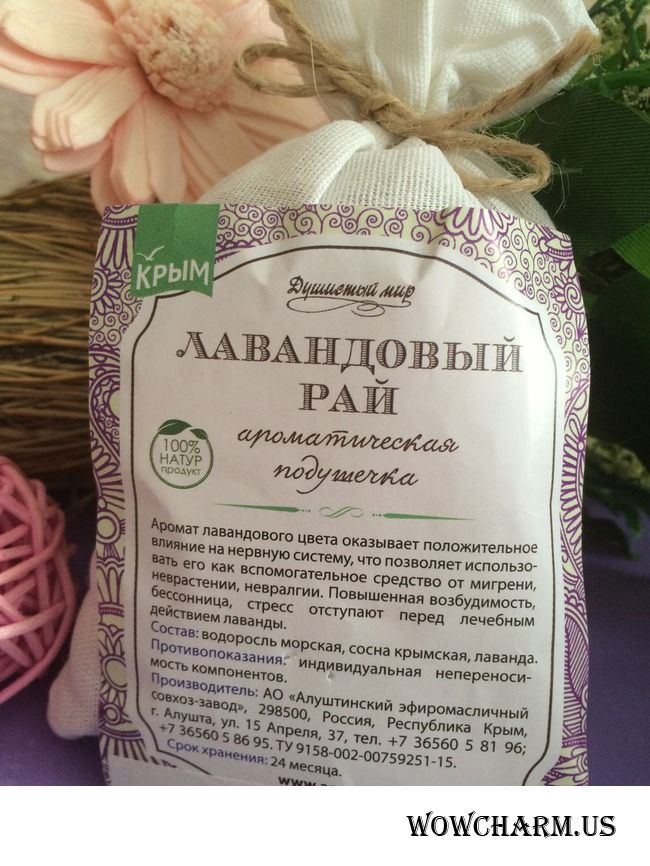 КРЫМ
Душистый мир
ЛАВАНДОВЫЙ
РАЙ
100%
НАТУР
продукт
ароматическая
подушечка
Аромат лавандового цвета оказывает положительное
влияние на нервную систему, что позволяет использо-
вать его как вспомогательное средство от мигрени,
неврастении, невралгии. Повышенная возбудимость,
бессонница, стресс отступают перед лечебным
действием лаванды.
Состав: водоросль морская, сосна крымская, лаванда.
Противопоказания: индивидуальная непереноси-
мость компонентов.
Производитель: АО «Алуштинский эфиромасличный
совхоз-завод», 298500, Россия, Республика Крым,
г. Алушта, ул. 15 Апреля, 37, тел. +7 36560 5 81 96;
+7 36560 5 86 95. ТУ 9158-002-00759251-15.
Срок хранения: 24 месяца.
WOWCHARM.US